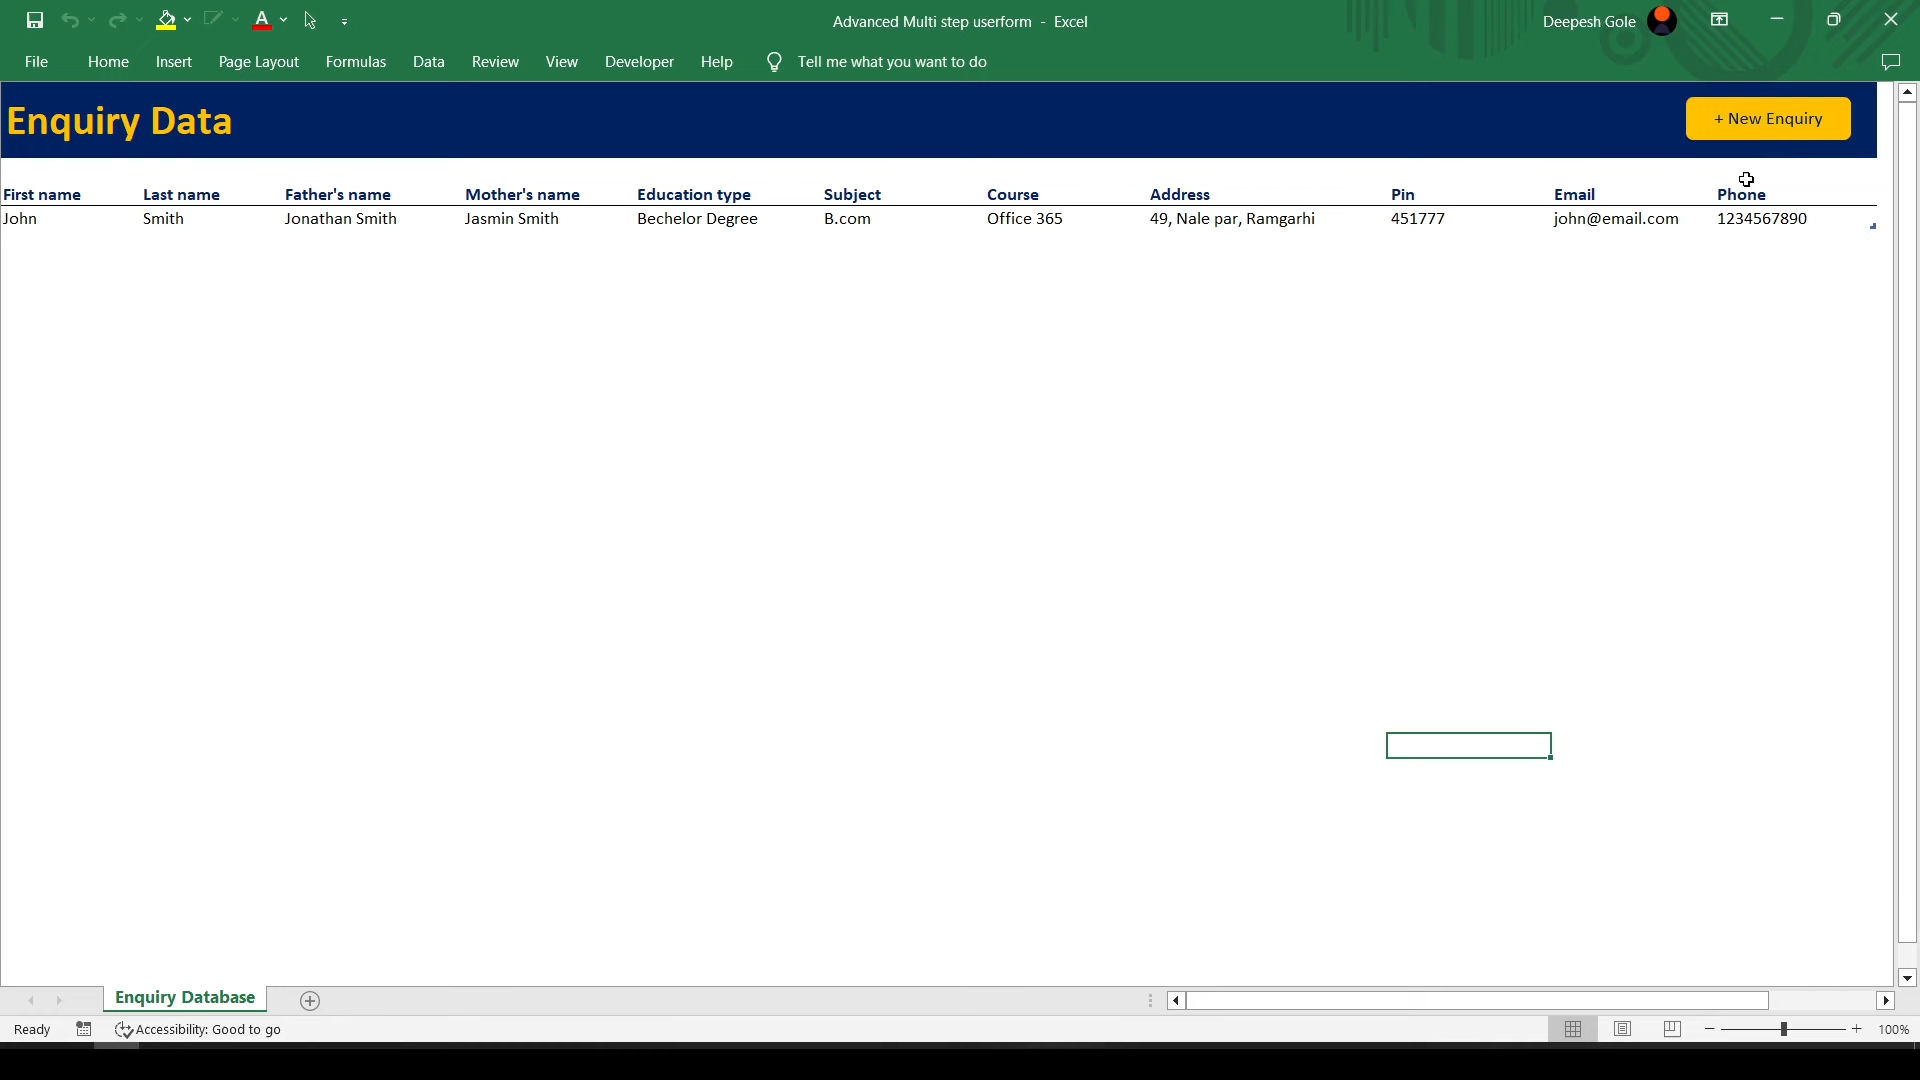 Advanced Multi step userform - Excel
Deepesh Gole
File Home Insert Page Layout Formulas Data Review View Developer Help Tell me what you want to do
Enquiry Data
+ New Enquiry
First name Last name Father's name Mother's name Education type Subject Course Address Pin Email Phone
John Smith Jonathan Smith Jasmin Smith Bechelor Degree B.com Office 365 49, Nale par, Ramgarhi 451777 john@email.com 1234567890
Enquiry Database
Ready Accessibility: Good to go 100%